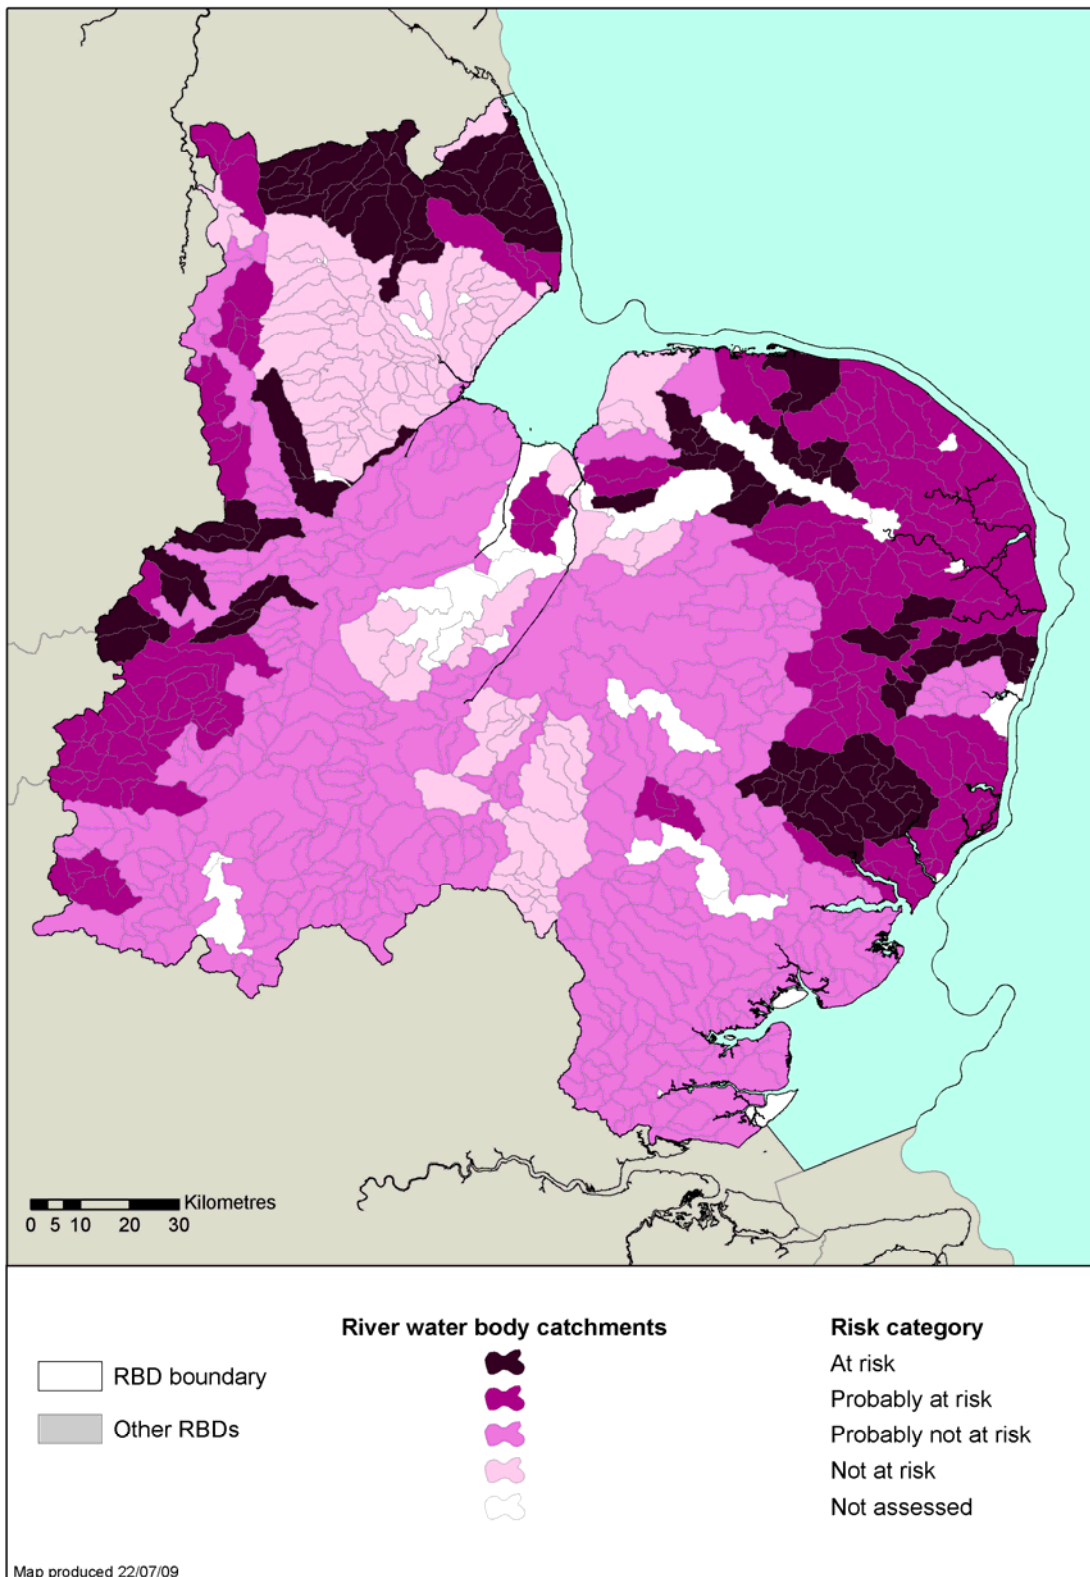 Kilometres
0 5 10 20 30
River water body catchments
Risk category
RBD boundary
Other RBDs
At risk
Probably at risk
Probably not at risk
Not at risk
Not assessed
Map produced 22/07/09